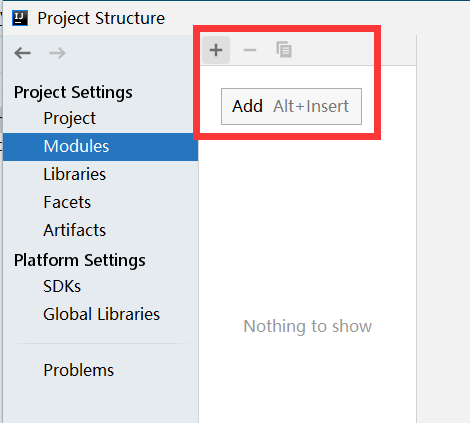 IJ Project Structure
Project Settings
Project
Modules
Libraries
Facets
Artifacts
Platform Settings
SDKs
Global Libraries
Problems
Add Alt+Insert
Nothing to show